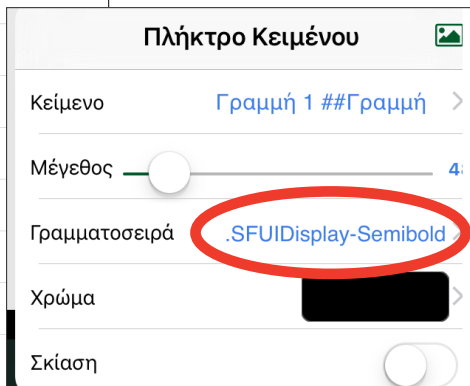 Πλήκτρο Κειμένου
Κείμενο Γραμμή 1 ##Γραμμή
Μέγεθος
Γραμματοσειρά .SFUIDisplay-Semibold
Χρώμα
Σκίαση